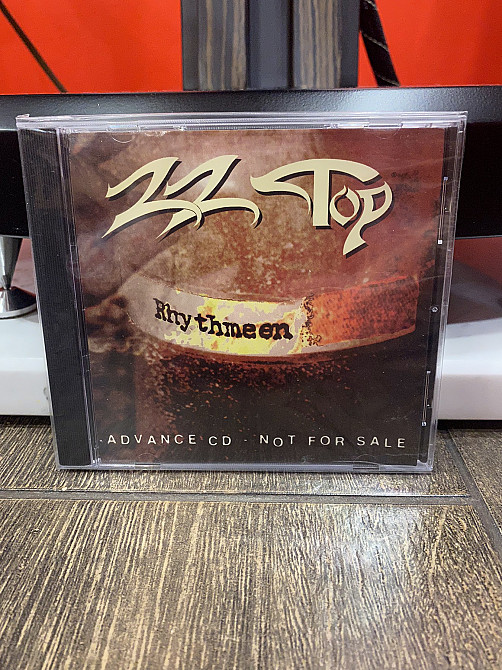 ZZ TOP
Rhythmeen
·ADVANCE CD - NOT FOR SALE